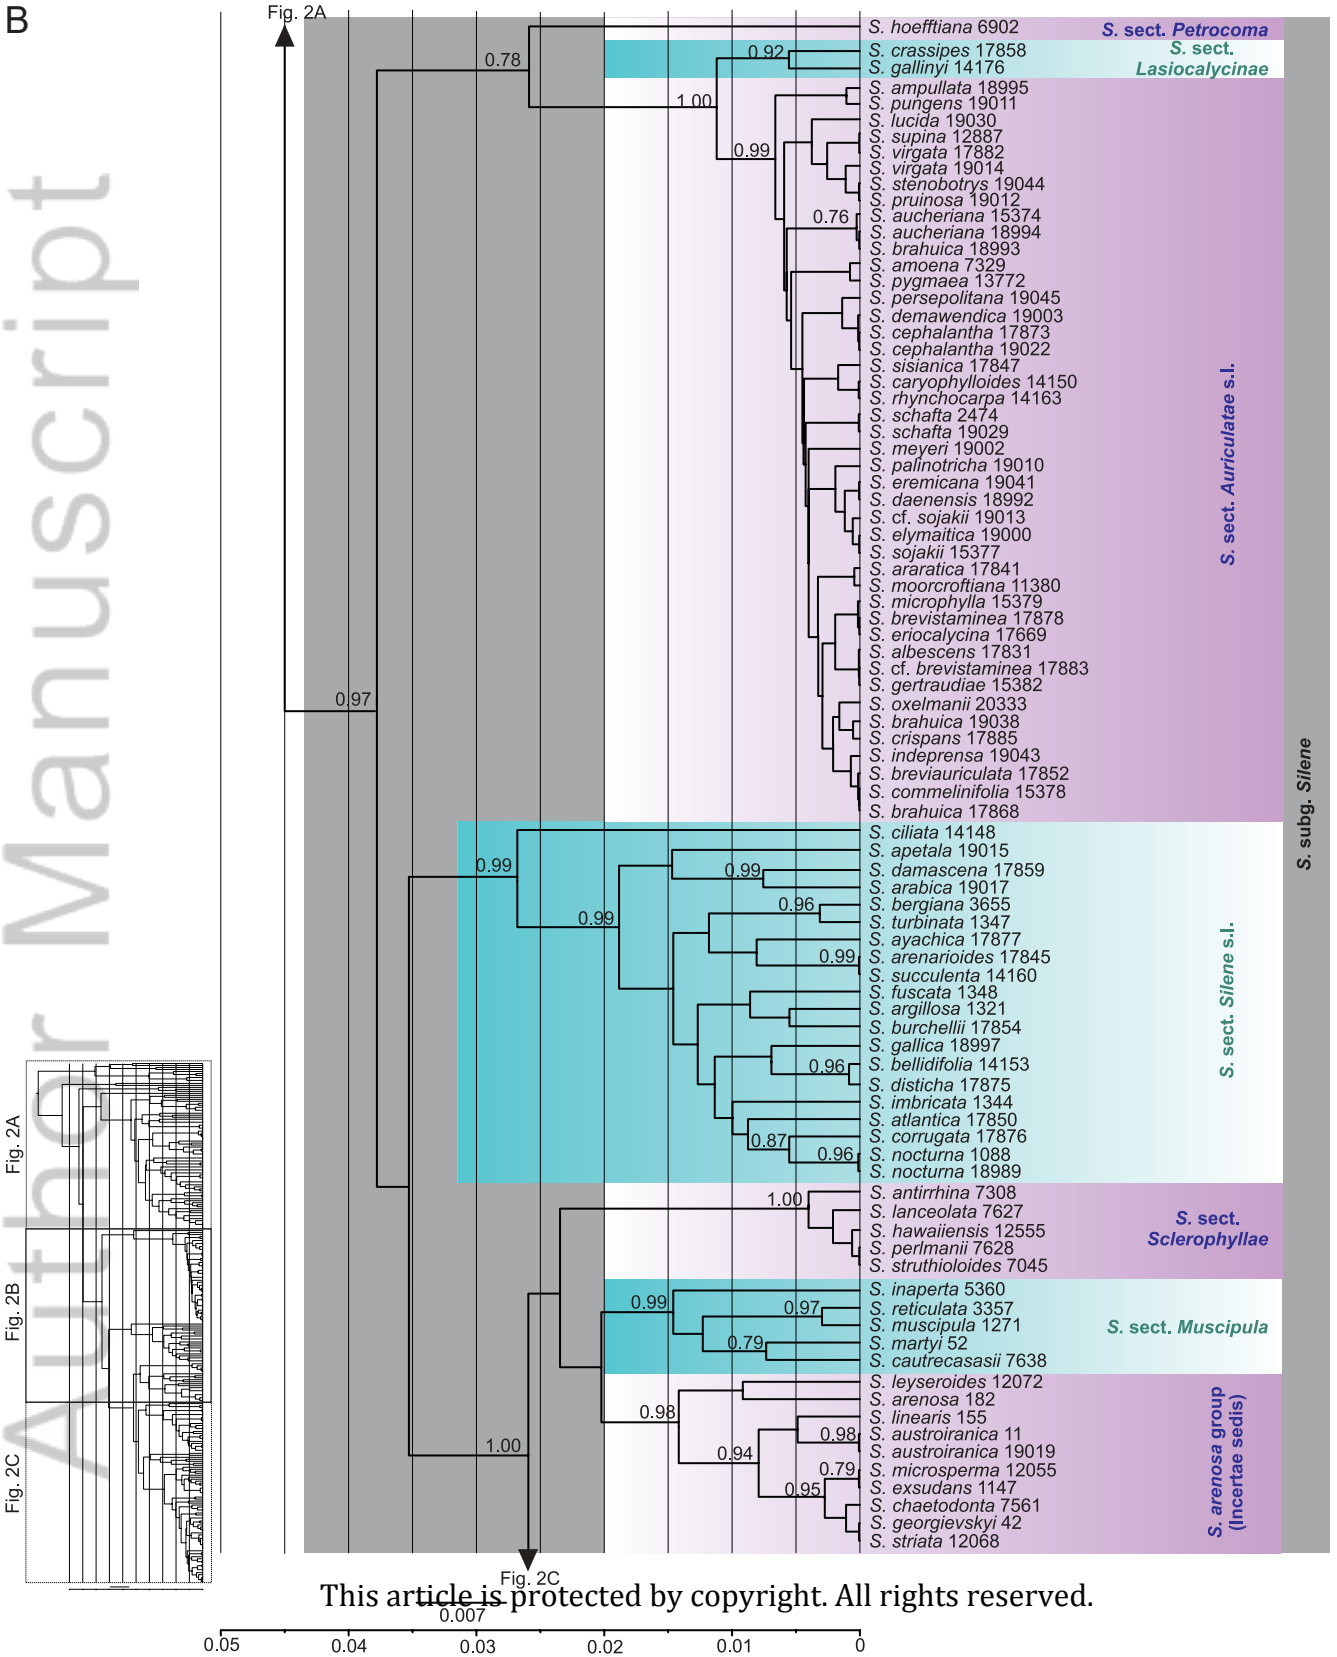 B
Fig. 2A
Author Manuscript
S. hoefftiana 6902
S. sect. Petrocoma
S. crassipes 17858
S. gallinyi 14176
S. sect.
Lasiocalycinae
S. ampullata 18995
S. pungens 19011
S. lucida 19030
S. supina 12887
S. virgata 17882
S. virgata 19014
S. stenobotrys 19044
S. pruinosa 19012
S. aucheriana 15374
S. aucheriana 18994
S. brahuica 18993
S. amoena 7329
S. pygmaea 13772
S. persepolitana 19045
S. demawendica 19003
S. cephalantha 17873
S. cephalantha 19022
S. sisianica 17847
S. caryophylloides 14150
S. rhynchocarpa 14163
S. schafta 2474
S. schafta 19029
S. meyeri 19002
S. palinotricha 19010
S. eremicana 19041
S. daenensis 18992
S. cf. sojakii 19013
S. elymaitica 19000
S. sojakii 15377
S. araratica 17841
S. moorcroftiana 11380
S. microphylla 15379
S. brevistaminea 17878
S. eriocalycina 17669
S. albescens 17831
S. cf. brevistaminea 17883
S. gertraudiae 15382
S. oxelmanii 20333
S. brahuica 19038
S. crispans 17885
S. indeprensa 19043
S. breviauriculata 17852
S. commelinifolia 15378
S. brahuica 17868
S. sect. Auriculatae s.l.
S. ciliata 14148
S. apetala 19015
S. damascena 17859
S. arabica 19017
S. bergiana 3655
S. turbinata 1347
S. ayachica 17877
S. arenarioides 17845
S. succulenta 14160
S. fuscata 1348
S. argillosa 1321
S. burchellii 17854
S. gallica 18997
S. bellidifolia 14153
S. disticha 17875
S. imbricata 1344
S. atlantica 17850
S. corrugata 17876
S. nocturna 1088
S. nocturna 18989
S. sect. Silene s.l.
S. antirrhina 7308
S. lanceolata 7627
S. hawaiiensis 12555
S. perlmanii 7628
S. struthioloides 7045
S. sect.
Sclerophyllae
S. inaperta 5360
S. reticulata 3357
S. muscipula 1271
S. martyi 52
S. cautrecasasii 7638
S. sect. Muscipula
S. leyseroides 12072
S. arenosa 182
S. linearis 155
S. austroiranica 11
S. austroiranica 19019
S. microsperma 12055
S. exsudans 1147
S. chaetodonta 7561
S. georgievskyi 42
S. striata 12068
S. arenosa group
(Incertae sedis)
S. subg. Silene
0.78
0.92
1.00
0.99
0.76
0.97
0.99
0.99
0.99
0.96
0.99
0.96
0.87
0.96
1.00
0.99
0.97
0.79
0.98
0.98
0.94
0.79
0.95
1.00
Fig. 2A
Fig. 2B
Fig. 2C
Fig. 2C
This article is protected by copyright. All rights reserved.
0.007
0.05 0.04 0.03 0.02 0.01 0